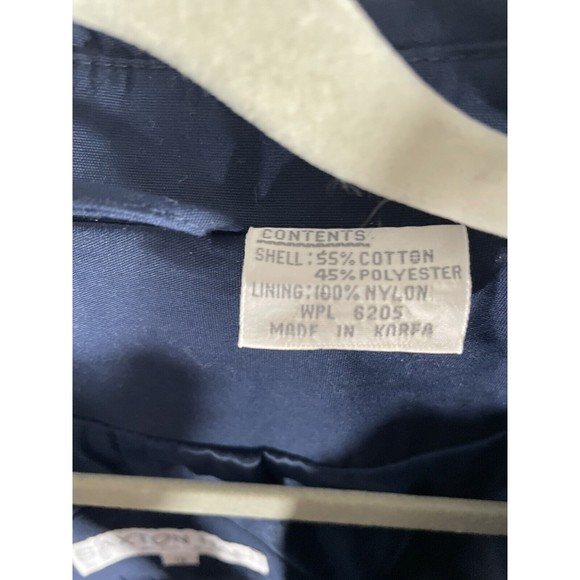 CONTENTS
SHELL: 55% COTTON
45% POLYESTER
LINING: 100% NYLON
WPL 6205
MADE IN KOREA